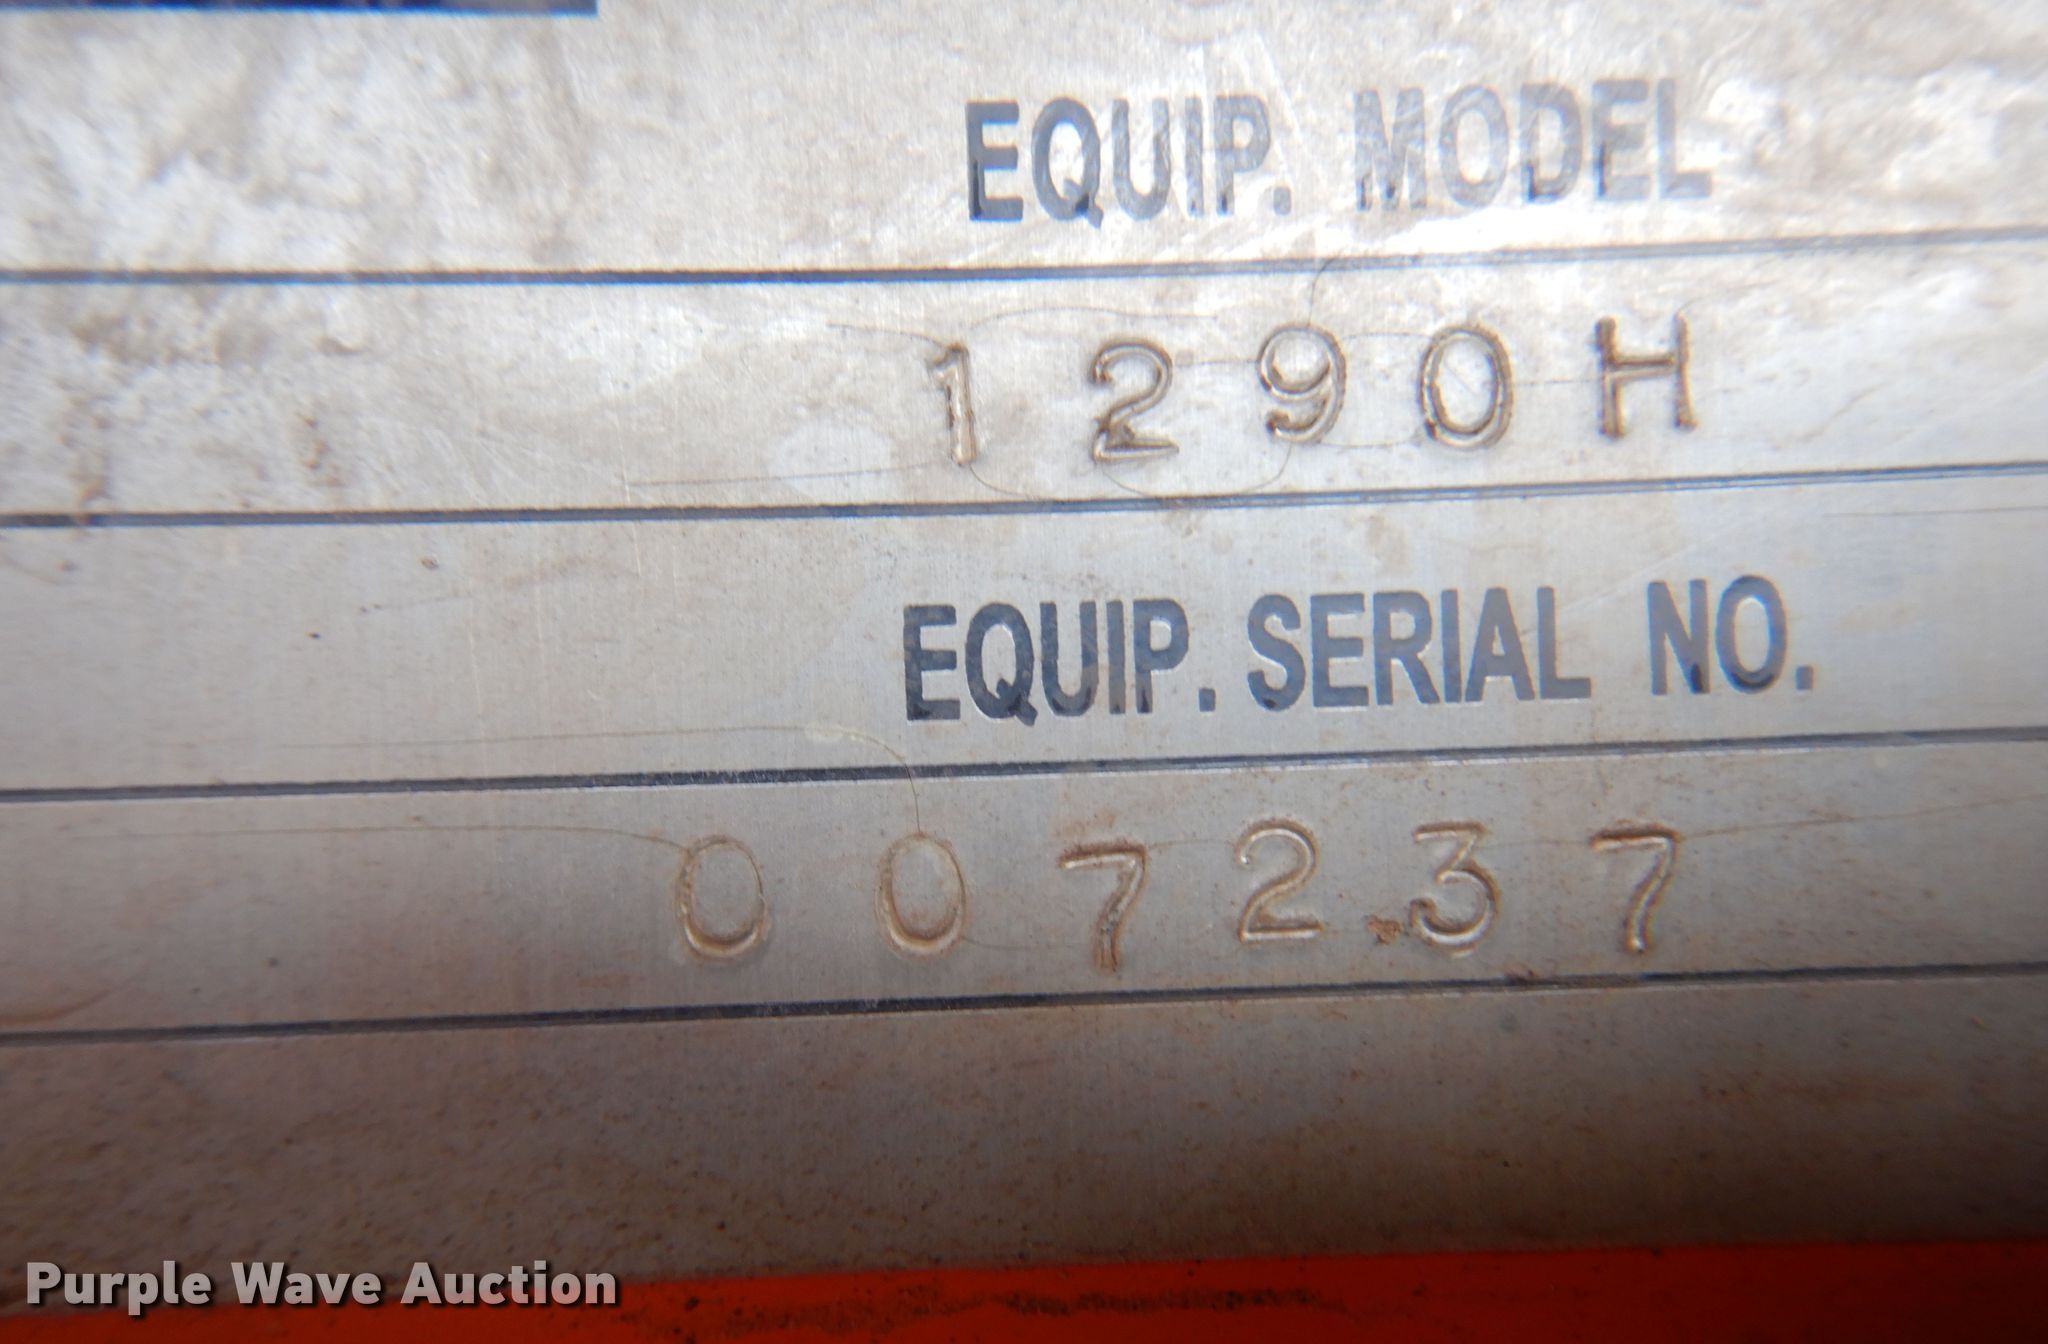 EQUIP. MODEL
1290H
EQUIP. SERIAL NO.
007237
Purple Wave Auction